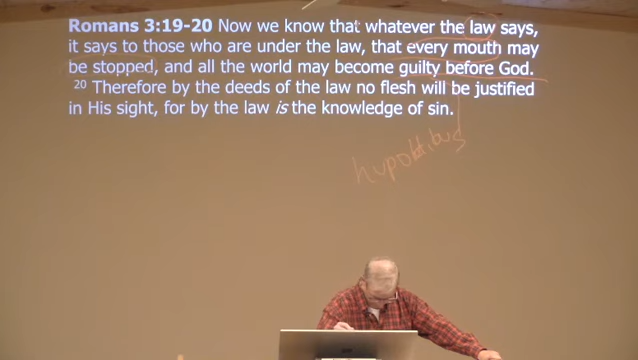 Romans 3:19-20 Now we know that whatever the law says,
it says to those who are under the law, that every mouth may
be stopped, and all the world may become guilty before God.
20 Therefore by the deeds of the law no flesh will be justified
in His sight, for by the law is the knowledge of sin.